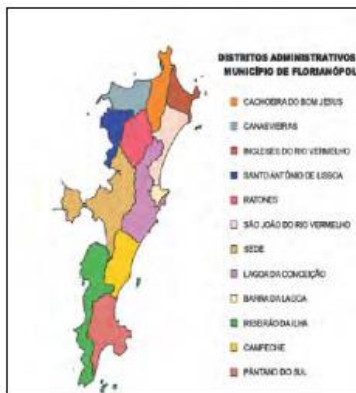 DISTRITOS ADMINISTRATIVOS
MUNICÍPIO DE FLORIANÓPOL
CACHOEIRA DO BOM JESUS
CANASVIEIRAS
INGLESES DO RIO VERMELHO
SANTO ANTÔNIO DE LISBOA
RATONES
SÃO JOÃO DO RIO VERMELHO
SEDE
LAGOA DA CONCEIÇÃO
BARRA DA LAGOA
RIBEIRÃO DA ILHA
CAMPECHE
PÂNTANO DO SUL